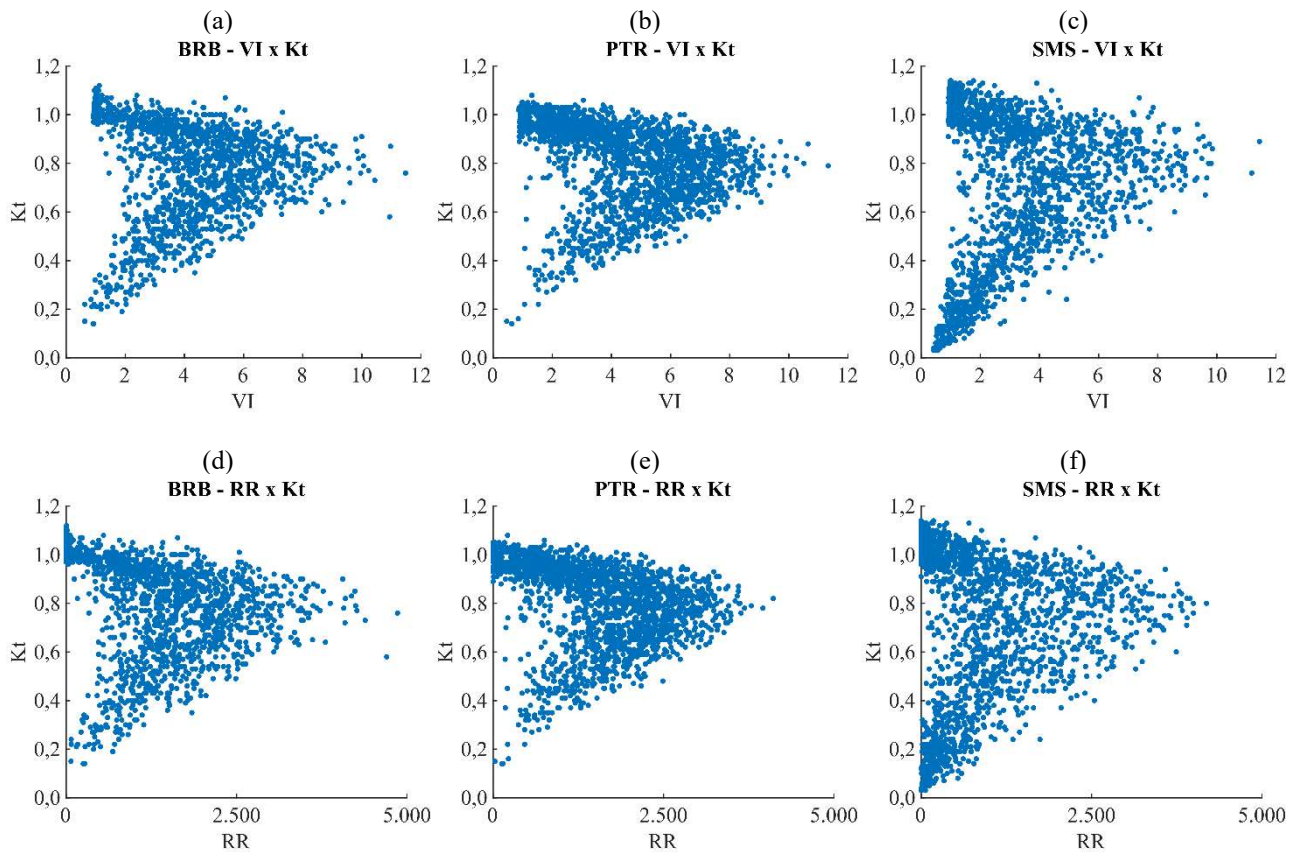 (a)
BRB - VI x Kt
1,2
1,0
0,8
0,6
0,4
0,2
0,0
Kt
0 2 4 6 8 10 12
VI
(b)
PTR - VI x Kt
1,2
1,0
0,8
0,6
0,4
0,2
0,0
Kt
0 2 4 6 8 10 12
VI
(c)
SMS - VI x Kt
1,2
1,0
0,8
0,6
0,4
0,2
0,0
Kt
0 2 4 6 8 10 12
VI
(d)
BRB - RR x Kt
1,2
1,0
0,8
0,6
0,4
0,2
0,0
Kt
0 2.500 5.000
RR
(e)
PTR - RR x Kt
1,2
1,0
0,8
0,6
0,4
0,2
0,0
Kt
0 2.500 5.000
RR
(f)
SMS - RR x Kt
1,2
1,0
0,8
0,6
0,4
0,2
0,0
Kt
0 2.500 5.000
RR